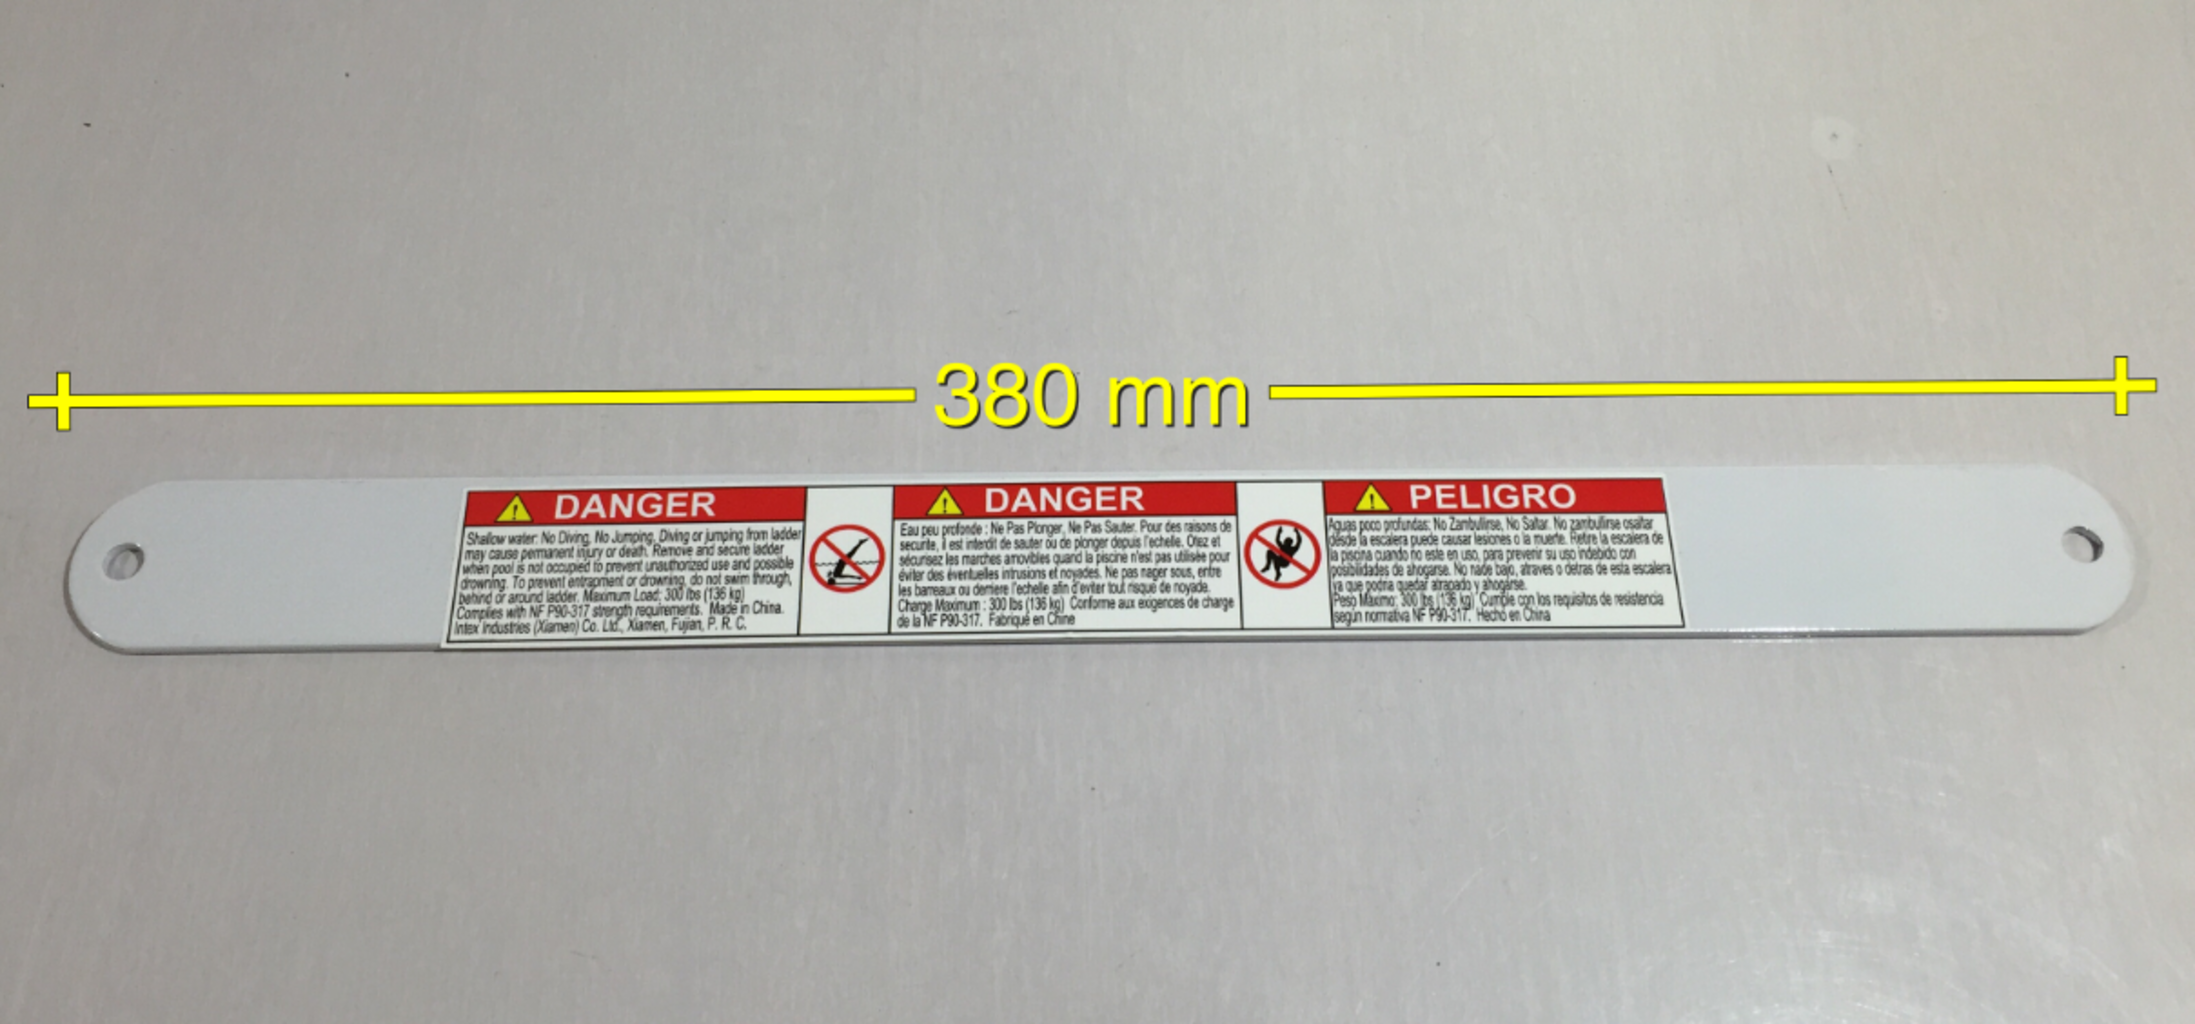 380 mm
DANGER
Shallow water: No Diving, No Jumping, Diving or jumping from ladder
may cause permanent injury or death. Remove and secure ladder
when pool is not occupied to prevent unauthorized use and possible
drowning. To prevent entrapment or drowning, do not swim through,
behind or around ladder. Maximum Load; 300 lbs (136 kg)
Complies with NF P90-317 strength requirements. Made in China.
Intex Industries (Xiamen) Co. Ltd., Xiamen, Fujian, P. R. C.
DANGER
Eau peu profonde : Ne Pas Plonger, Ne Pas Sauter. Pour des raisons de
securite, il est interdit de sauter ou de plonger depuis l'echelle. Otez et
sécurisez les marches amovibles quand la piscine n'est pas utilisée pour
éviter des éventuelles intrusions et noyades. Ne pas nager sous, entre
les barreaux ou derriere l'echelle afin d'eviter tout risque de noyade.
Charge Maximum : 300 lbs (136 kg) Conforme aux exigences de charge
de la NF P90-317. Fabriqué en Chine
PELIGRO
Aguas poco profundas: No Zambullirse, No Saltar. No zambullirse osaltar
desde la escalera puede causar lesiones o la muerte. Retire la escalera de
la piscina cuando no este en uso, para prevenir su uso indebido con
posibilidades de ahogarse. No nade bajo, atraves o detras de esta escalera
ya que podria quedar atrapado y ahogarse.
Peso Maximo: 300 lbs (136 kg) Cumple con los requisitos de resistencia
según normativa NF P90-317. Hecho en China